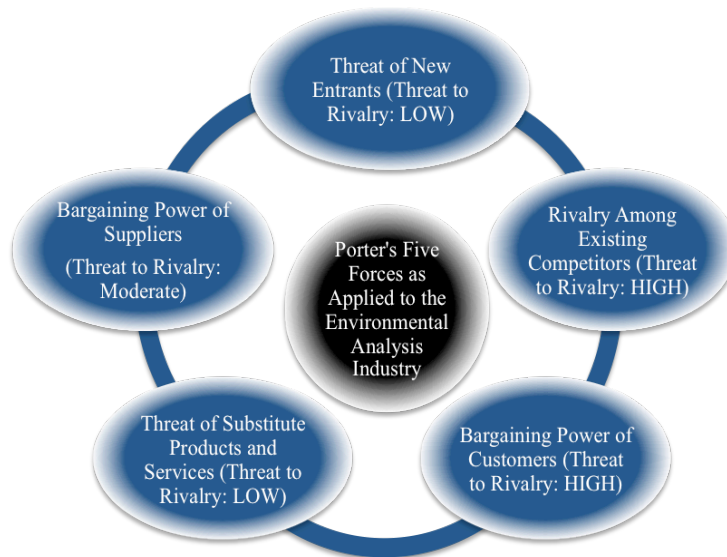 Threat of New
Entrants (Threat to
Rivalry: LOW)
Rivalry Among
Existing
Competitors (Threat
to Rivalry: HIGH)
Bargaining Power of
Customers (Threat
to Rivalry: HIGH)
Threat of Substitute
Products and
Services (Threat to
Rivalry: LOW)
Bargaining Power of
Suppliers
(Threat to Rivalry:
Moderate)
Porter's Five
Forces as
Applied to the
Environmental
Analysis
Industry